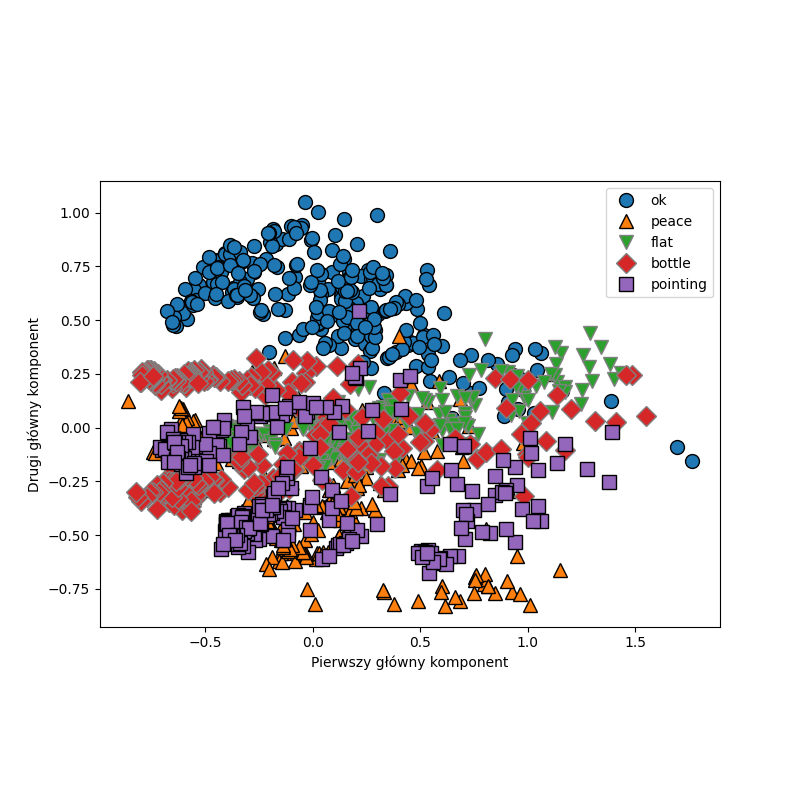 ok
peace
flat
bottle
pointing
1.00
0.75
0.50
0.25
0.00
−0.25
−0.50
−0.75
Drugi główny komponent
−0.5
0.0
0.5
1.0
1.5
Pierwszy główny komponent